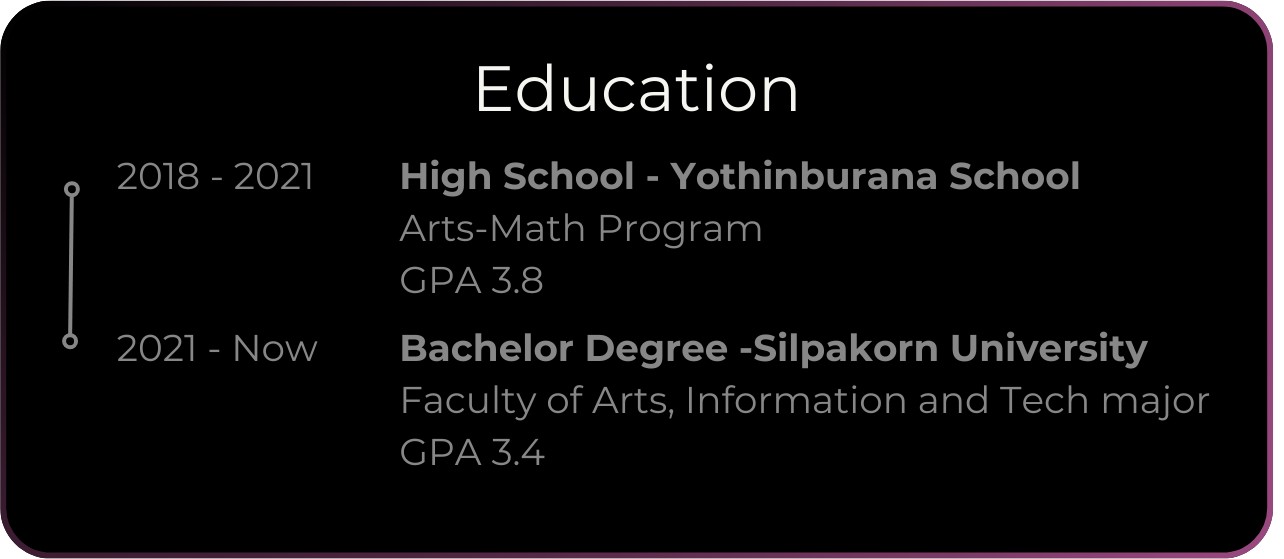 Education
2018 - 2021
High School - Yothinburana School
Arts-Math Program
GPA 3.8
2021 - Now
Bachelor Degree -Silpakorn University
Faculty of Arts, Information and Tech major
GPA 3.4